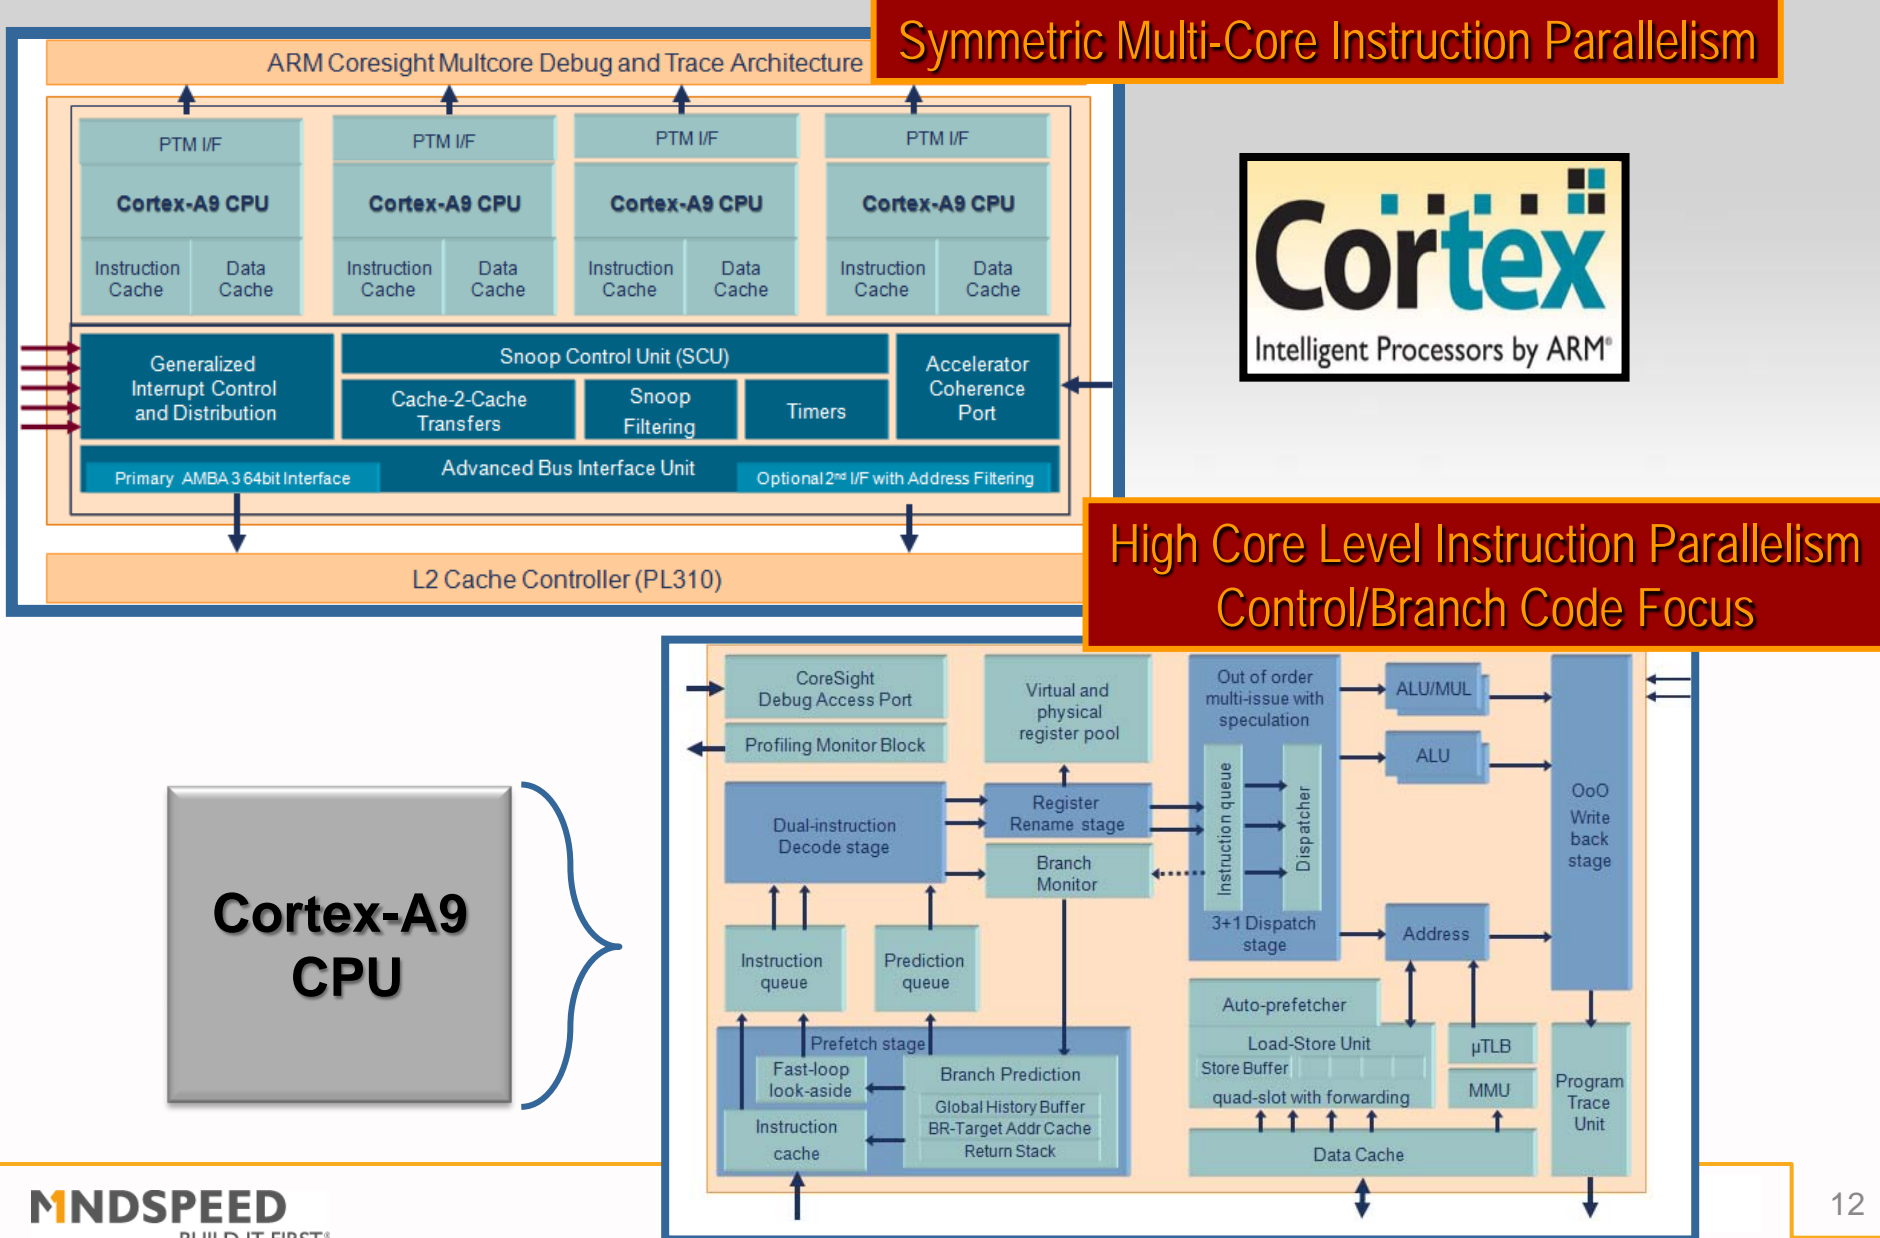 Symmetric Multi-Core Instruction Parallelism
ARM Coresight Multcore Debug and Trace Architecture
PTM I/F
PTM I/F
PTM I/F
PTM I/F
Cortex-A9 CPU
Cortex-A9 CPU
Cortex-A9 CPU
Cortex-A9 CPU
Instruction
Cache
Data
Cache
Instruction
Cache
Data
Cache
Instruction
Cache
Data
Cache
Instruction
Cache
Data
Cache
Generalized
Interrupt Control
and Distribution
Snoop Control Unit (SCU)
Cache-2-Cache
Transfers
Snoop
Filtering
Timers
Accelerator
Coherence
Port
Advanced Bus Interface Unit
Primary AMBA 3 64bit Interface
Optional 2nd I/F with Address Filtering
L2 Cache Controller (PL310)
Cortex
Intelligent Processors by ARM®
High Core Level Instruction Parallelism
Control/Branch Code Focus
Cortex-A9
CPU
CoreSight
Debug Access Port
Profiling Monitor Block
Virtual and
physical
register pool
Out of order
multi-issue with
speculation
ALU/MUL
ALU
OoO
Write
back
stage
Dual-instruction
Decode stage
Register
Rename stage
Branch
Monitor
Instruction queue
Dispatcher
3+1 Dispatch
stage
Address
Instruction
queue
Prediction
queue
Auto-prefetcher
Load-Store Unit
Store Buffer
quad-slot with forwarding
µTLB
MMU
Program
Trace
Unit
Prefetch stage
Fast-loop
look-aside
Branch Prediction
Global History Buffer
BR-Target Addr Cache
Return Stack
Instruction
cache
Data Cache
MINDSPEED
BUILD IT FIRST®
12